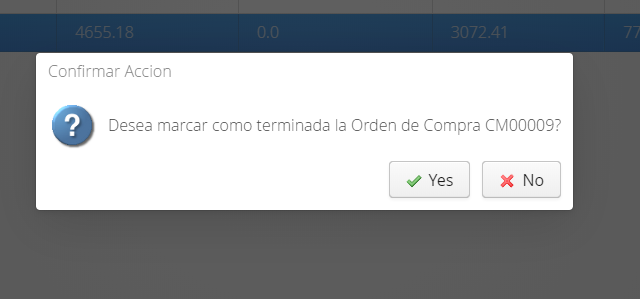 4655.18 0.0 3072.41 77
Confirmar Accion
Desea marcar como terminada la Orden de Compra CM00009?
Yes No